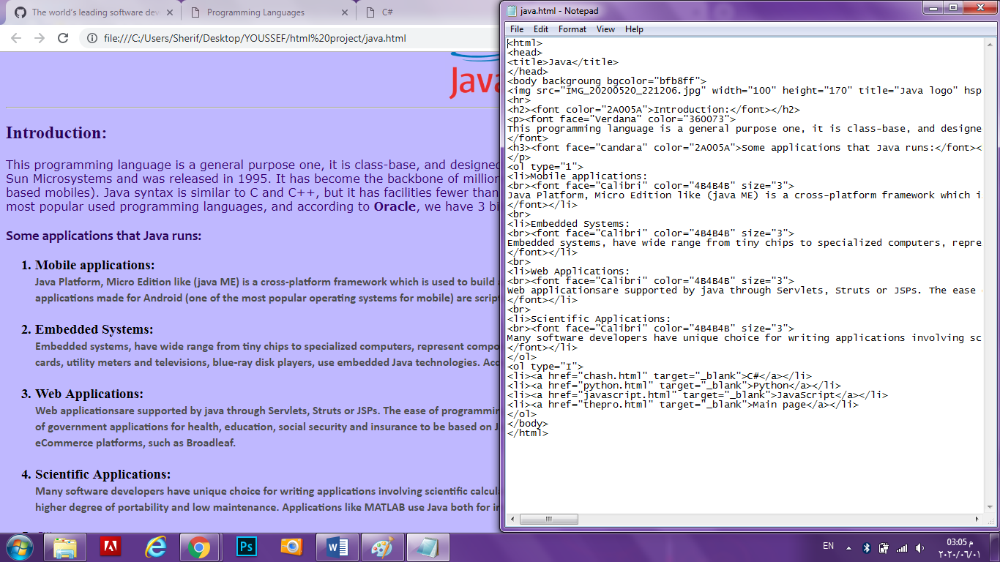 The world's leading software dev
Programming Languages
C#
file:///C:/Users/Sherif/Desktop/YOUSSEF/html%20project/java.html
Java
Introduction:
This programming language is a general purpose one, it is class-base, and designed
Sun Microsystems and was released in 1995. It has become the backbone of million
based mobiles). Java syntax is similar to C and C++, but it has facilities fewer than
most popular used programming languages, and according to Oracle, we have 3 bi
Some applications that Java runs:
1. Mobile applications:
Java Platform, Micro Edition like (java ME) is a cross-platform framework which is used to build
applications made for Android (one of the most popular operating systems for mobile) are script
2. Embedded Systems:
Embedded systems, have wide range from tiny chips to specialized computers, represent compo
cards, utility meters and televisions, blue-ray disk players, use embedded Java technologies. Acc
3. Web Applications:
Web applicationsare supported by java through Servlets, Struts or JSPs. The ease of programmin
of government applications for health, education, social security and insurance to be based on J
eCommerce platforms, such as Broadleaf.
4. Scientific Applications:
Many software developers have unique choice for writing applications involving scientific calcula
higher degree of portability and low maintenance. Applications like MATLAB use Java both for in
java.html - Notepad
File Edit Format View Help
<html>
<head>
<title>Java</title>
</head>
<body backgroung bgcolor="bfb8ff">
<img src="IMG_20200520_221206.jpg" width="100" height="170" title="Java logo" hsp
<hr>
<h2><font color="2A005A">Introduction:</font></h2>
<p><font face="Verdana" color="360073">
This programming language is a general purpose one, it is class-base, and designe
</font>
<h3><font face="Candara" color="2A005A">Some applications that Java runs:</font><
</p>
<ol type="1">
<li>Mobile applications:
<br><font face="Calibri" color="4B4B4B" size="3">
Java Platform, Micro Edition like (java ME) is a cross-platform framework which i
</font></li>
<br>
<li>Embedded Systems:
<br><font face="Calibri" color="4B4B4B" size="3">
Embedded systems, have wide range from tiny chips to specialized computers, repre
</font></li>
<br>
<li>Web Applications:
<br><font face="Calibri" color="4B4B4B" size="3">
Web applicationsare supported by java through Servlets, Struts or JSPs. The ease
</font></li>
<br>
<li>Scientific Applications:
<br><font face="Calibri" color="4B4B4B" size="3">
Many software developers have unique choice for writing applications involving sc
</font></li>
</ol>
<ol type="I">
<li><a href="chash.html" target="_blank">C#</a></li>
<li><a href="python.html" target="_blank">Python</a></li>
<li><a href="javascript.html" target="_blank">JavaScript</a></li>
<li><a href="thepro.html" target="_blank">Main page</a></li>
</ol>
</body>
</html>
Ps
W
EN
03:05 م
٢٠٢٠/٠٦/٠١